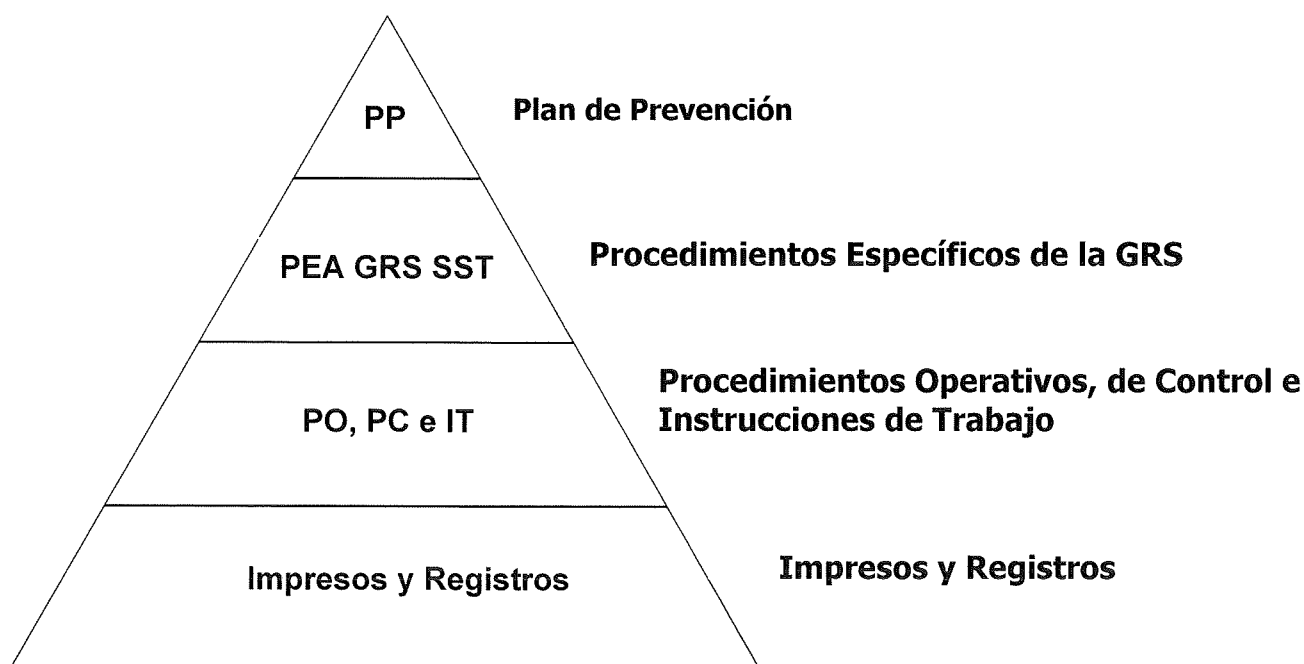 PP
Plan de Prevención
PEA GRS SST
Procedimientos Específicos de la GRS
PO, PC e IT
Procedimientos Operativos, de Control e
Instrucciones de Trabajo
Impresos y Registros
Impresos y Registros